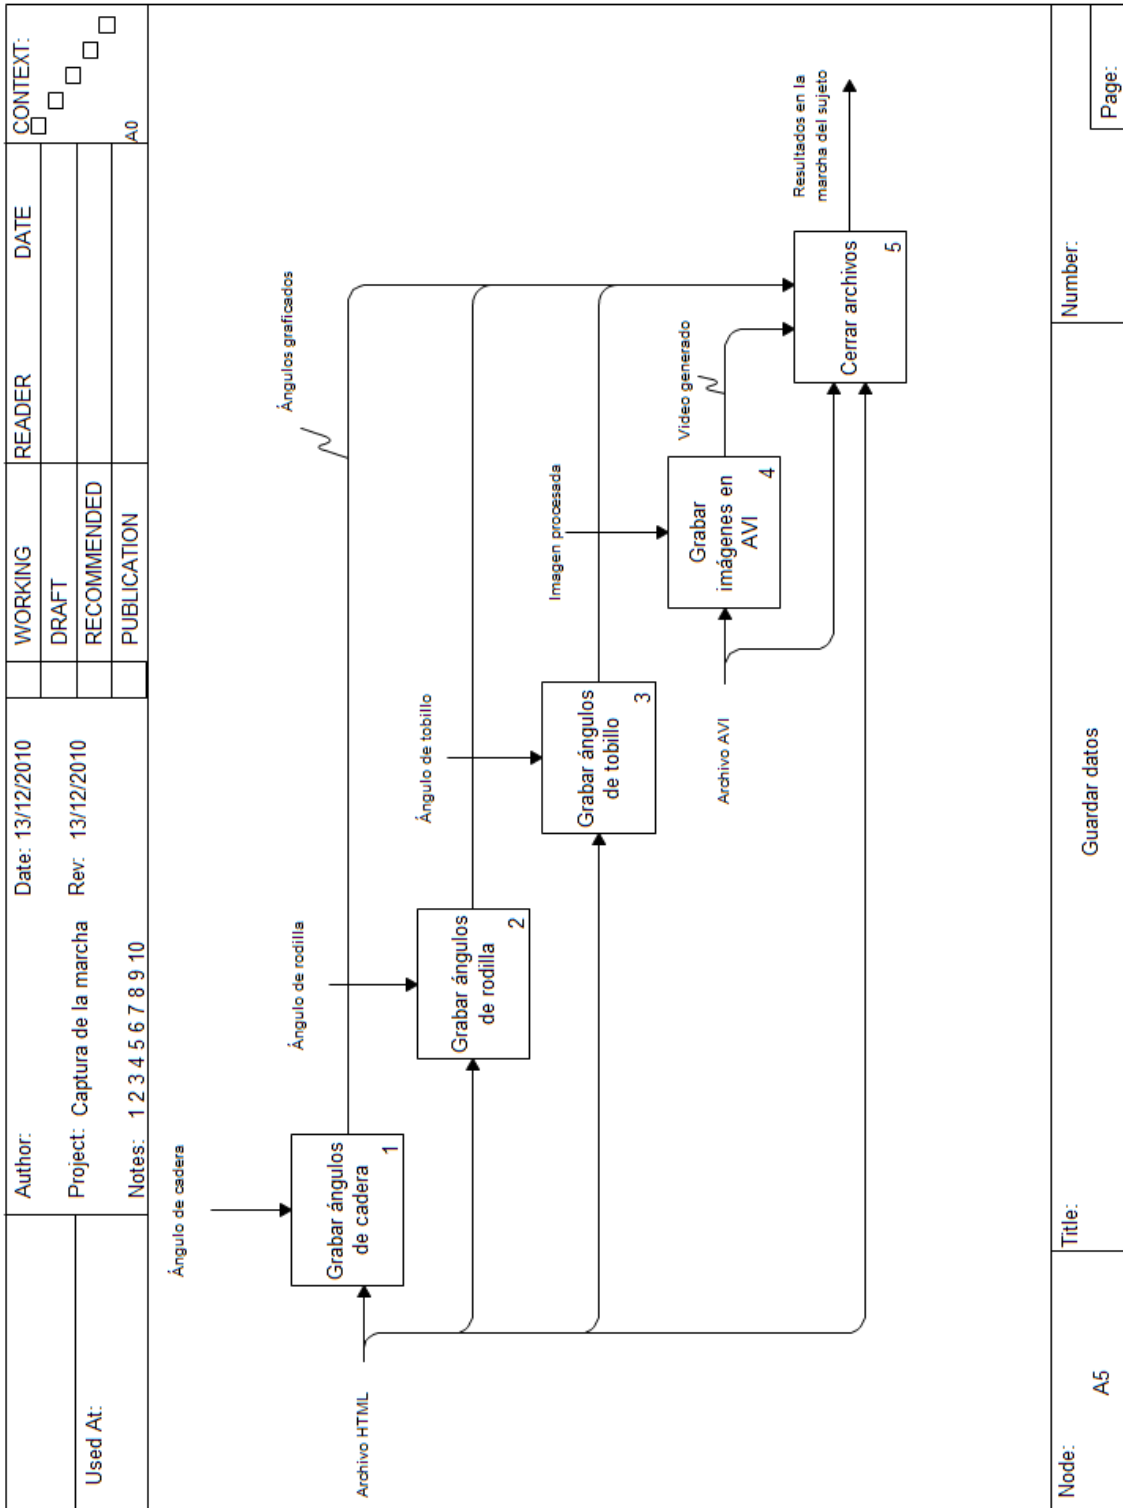 Used At:
Author:
Date: 13/12/2010
Project: Captura de la marcha
Rev: 13/12/2010
Notes: 1 2 3 4 5 6 7 8 9 10
WORKING
DRAFT
RECOMMENDED
PUBLICATION
READER
DATE
CONTEXT:
A0
Ángulo de cadera
Grabar ángulos
de cadera
1
Archivo HTML
Ángulo de rodilla
Grabar ángulos
de rodilla
2
Ángulos graficados
Ángulo de tobillo
Grabar ángulos
de tobillo
3
Imagen procesada
Grabar
imágenes en
AVI
4
Archivo AVI
Video generado
Cerrar archivos
5
Resultados en la
marcha del sujeto
Node:
A5
Title:
Guardar datos
Number:
Page: